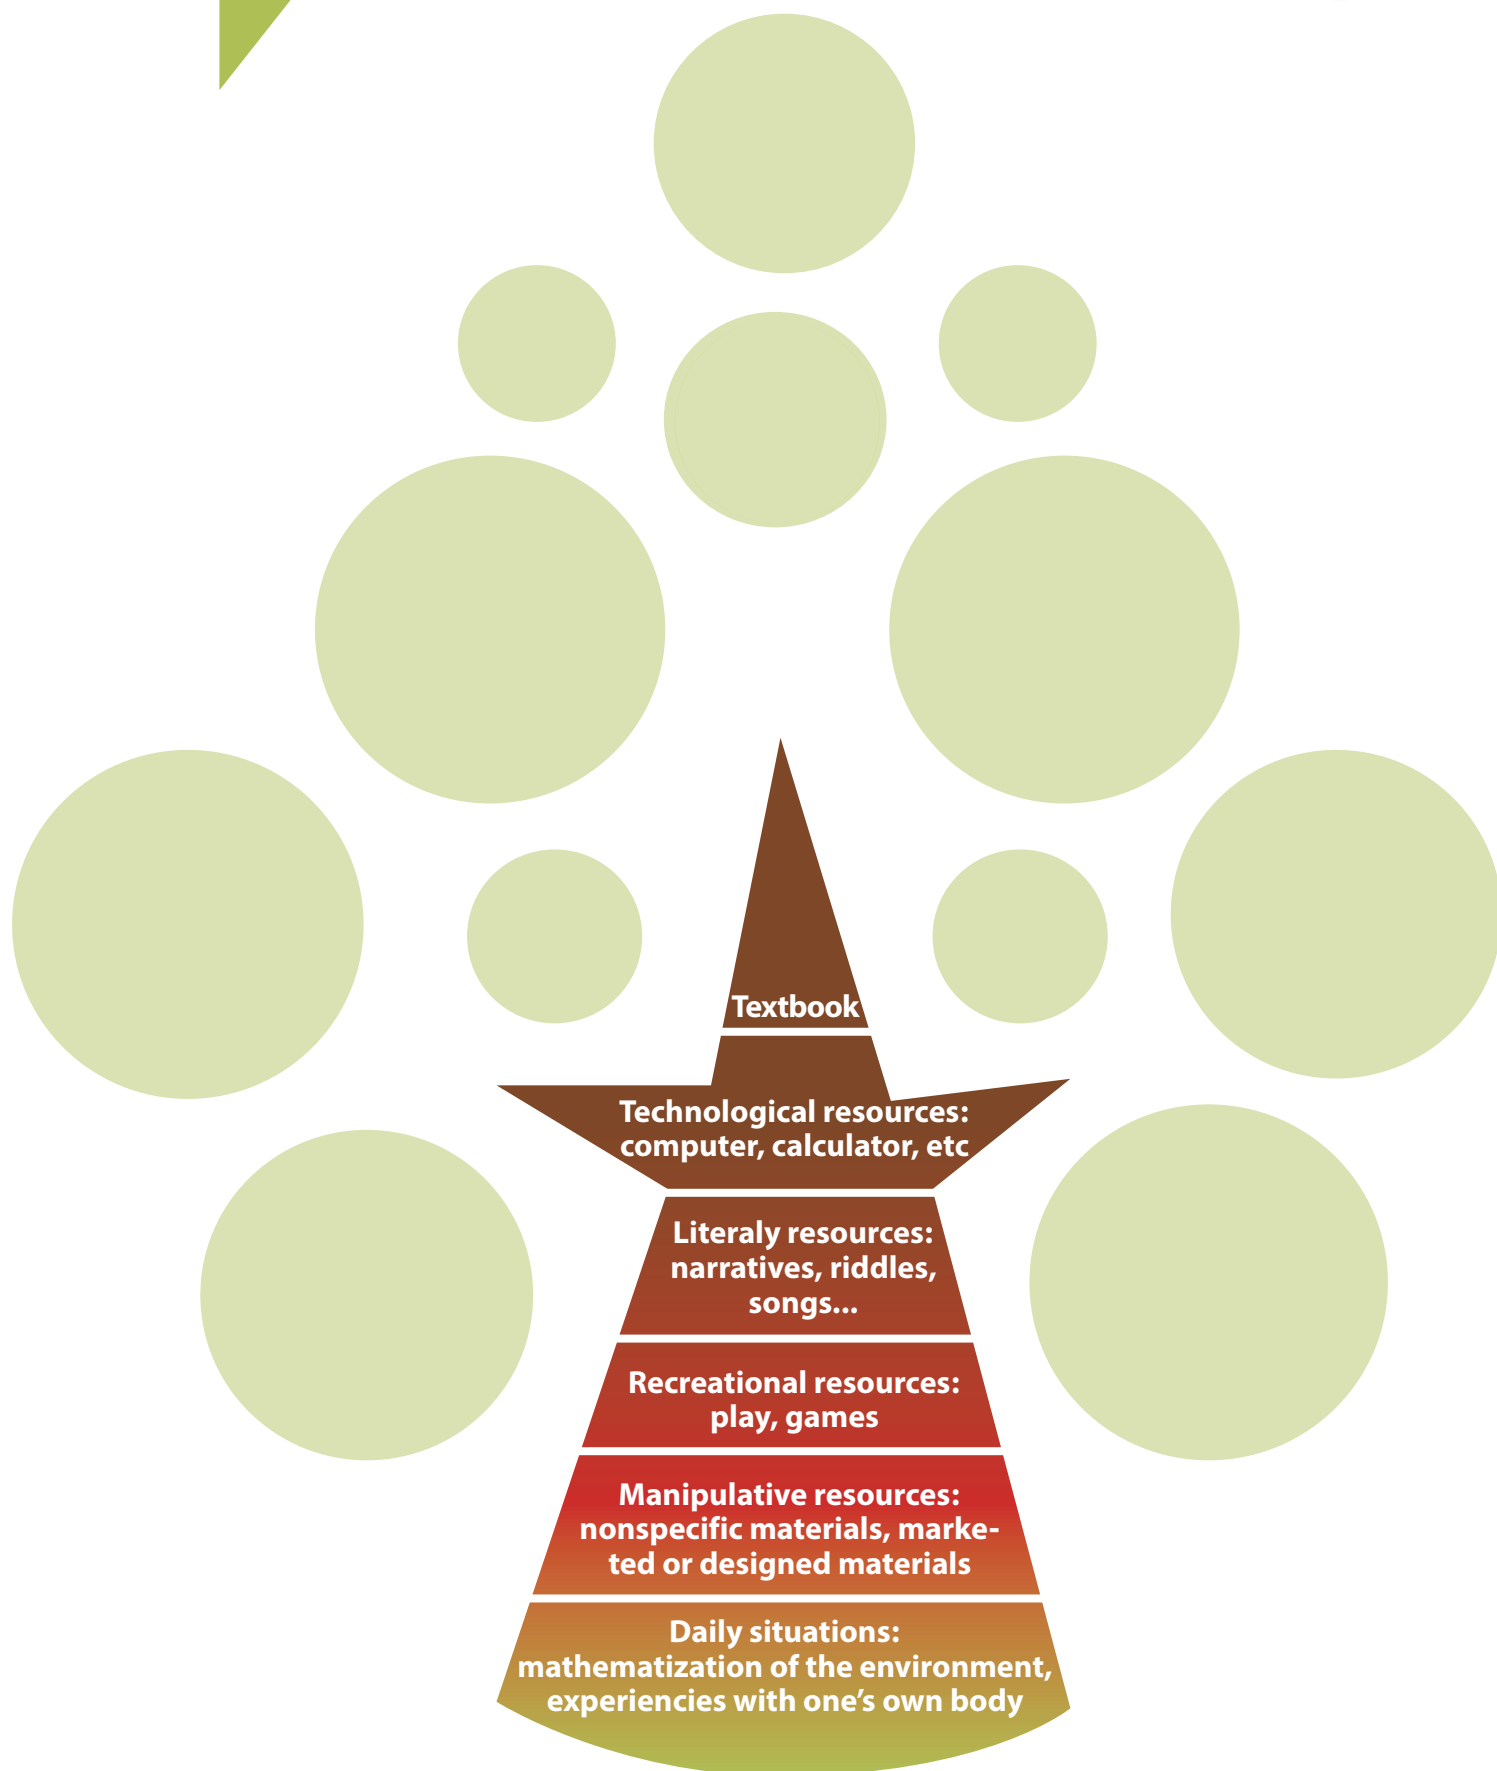 Textbook
Technological resources:
computer, calculator, etc
Literaly resources:
narratives, riddles,
songs...
Recreational resources:
play, games
Manipulative resources:
nonspecific materials, marke-
ted or designed materials
Daily situations:
mathematization of the environment,
experiencies with one’s own body